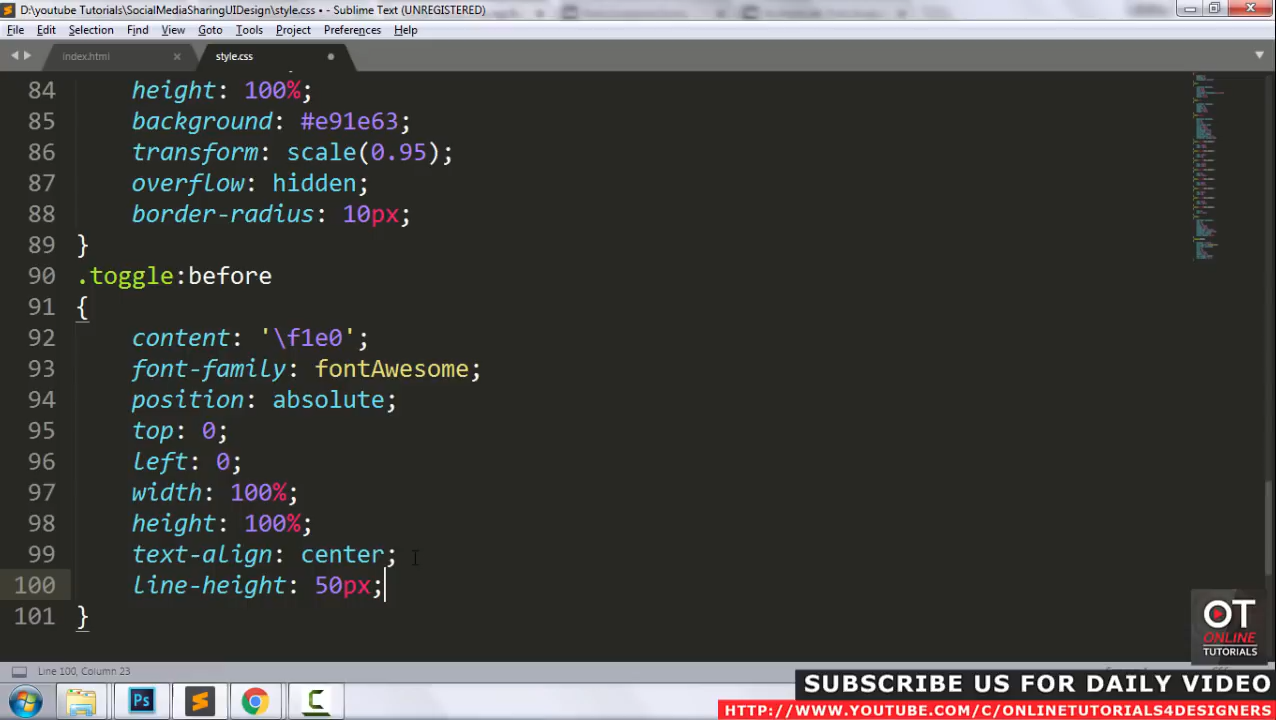 D:\youtube Tutorials\SocialMediaSharingUIDesign\style.css • - Sublime Text (UNREGISTERED)
File Edit Selection Find View Goto Tools Project Preferences Help
index.html style.css
84 height: 100%;
85 background: #e91e63;
86 transform: scale(0.95);
87 overflow: hidden;
88 border-radius: 10px;
89 }
90 .toggle:before
91 {
92 content: '\f1e0';
93 font-family: fontAwesome;
94 position: absolute;
95 top: 0;
96 left: 0;
97 width: 100%;
98 height: 100%;
99 text-align: center;
100 line-height: 50px;
101 }
OT
ONLINE
TUTORIALS
Line 100, Column 23
Ps
SUBSCRIBE US FOR DAILY VIDEO
HTTP://WWW.YOUTUBE.COM/C/ONLINETUTORIALS4DESIGNERS